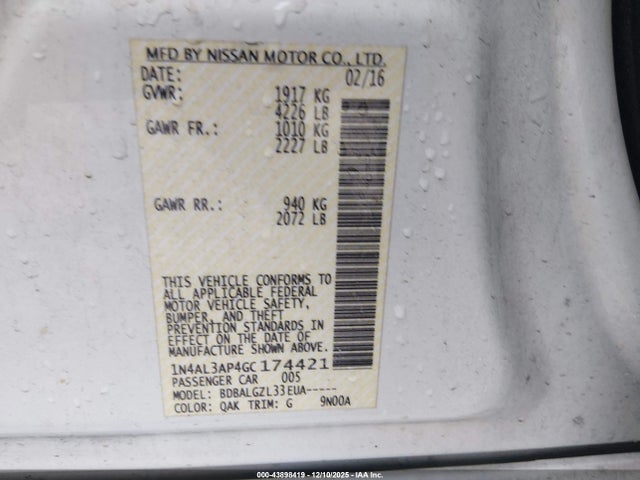 MFD BY NISSAN MOTOR CO., LTD.
DATE: 02/16
GVWR: 1917 KG
4226 LB
GAWR FR.: 1010 KG
2227 LB
GAWR RR.: 940 KG
2072 LB
THIS VEHICLE CONFORMS TO
ALL APPLICABLE FEDERAL
MOTOR VEHICLE SAFETY,
BUMPER, AND THEFT
PREVENTION STANDARDS IN
EFFECT ON THE DATE OF
MANUFACTURE SHOWN ABOVE.
1N4AL3AP4GC174421
PASSENGER CAR 005
MODEL: BDBALGZL33EUA-----
COLOR: QAK TRIM: G 9N00A
000-43898419 - 12/10/2025 - IAA Inc.